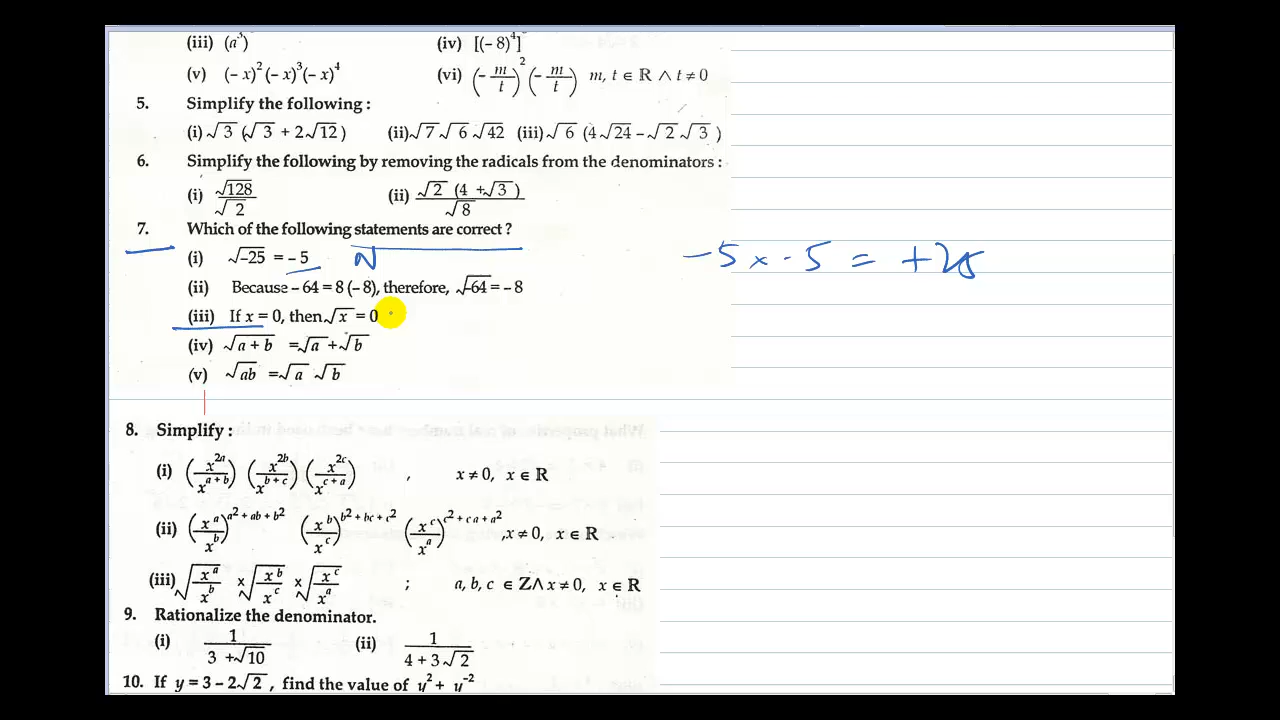 (iii) (a³) (iv) [(– 8)⁴]
(v) (– x)² (– x)³ (– x)⁴ (vi) (– m/t)² (– m/t) m, t ∈ ℝ ∧ t ≠ 0
5. Simplify the following :
(i) √3 (√3 + 2√12 ) (ii) √7 √6 √42 (iii) √6 (4√24 – √2 √3 )
6. Simplify the following by removing the radicals from the denominators :
(i) √128/√2 (ii) √2 (4 + √3 )/√8
7. Which of the following statements are correct ?
(i) √–25 = – 5 N –5 x -5 = +25
(ii) Because – 64 = 8 (– 8), therefore, √–64 = – 8
(iii) If x = 0, then √x = 0
(iv) √a + b = √a + √b
(v) √ab = √a √b
8. Simplify :
(i) (x^2a/x^a + b) (x^2b/x^b + c) (x^2c/x^c + a) , x ≠ 0, x ∈ ℝ
(ii) (x^a/x^b)^a² + ab + b² (x^b/x^c)^b² + bc + c² (x^c/x^a)^c² + ca + a² , x ≠ 0, x ∈ ℝ
(iii) √x^a/x^b × √x^b/x^c × √x^c/x^a ; a, b, c ∈ Z ∧ x ≠ 0, x ∈ ℝ
9. Rationalize the denominator.
(i) 1/3 + √10 (ii) 1/4 + 3√2
10. If y = 3 – 2√2 , find the value of y² + y⁻²